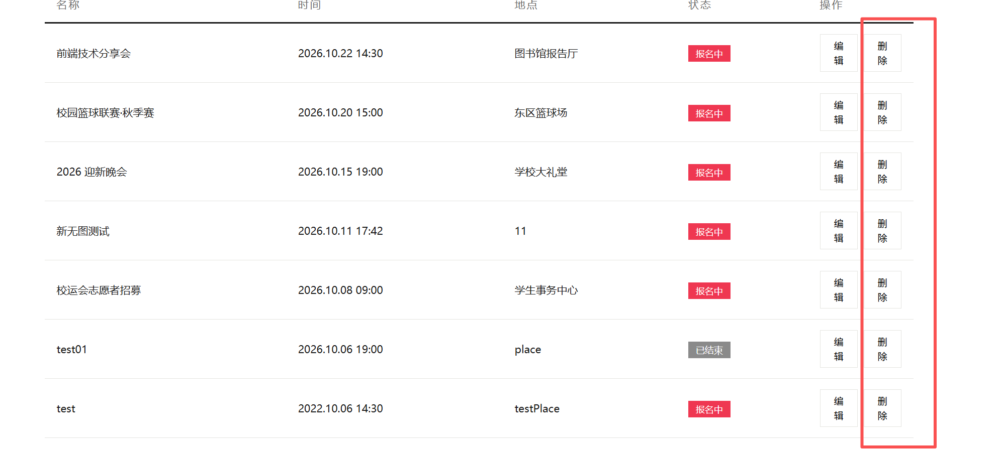 名称 时间 地点 状态 操作
前端技术分享会 2026.10.22 14:30 图书馆报告厅 报名中 编辑 删除
校园篮球联赛·秋季赛 2026.10.20 15:00 东区篮球场 报名中 编辑 删除
2026 迎新晚会 2026.10.15 19:00 学校大礼堂 报名中 编辑 删除
新无图测试 2026.10.11 17:42 11 报名中 编辑 删除
校运会志愿者招募 2026.10.08 09:00 学生事务中心 报名中 编辑 删除
test01 2026.10.06 19:00 place 已结束 编辑 删除
test 2022.10.06 14:30 testPlace 报名中 编辑 删除